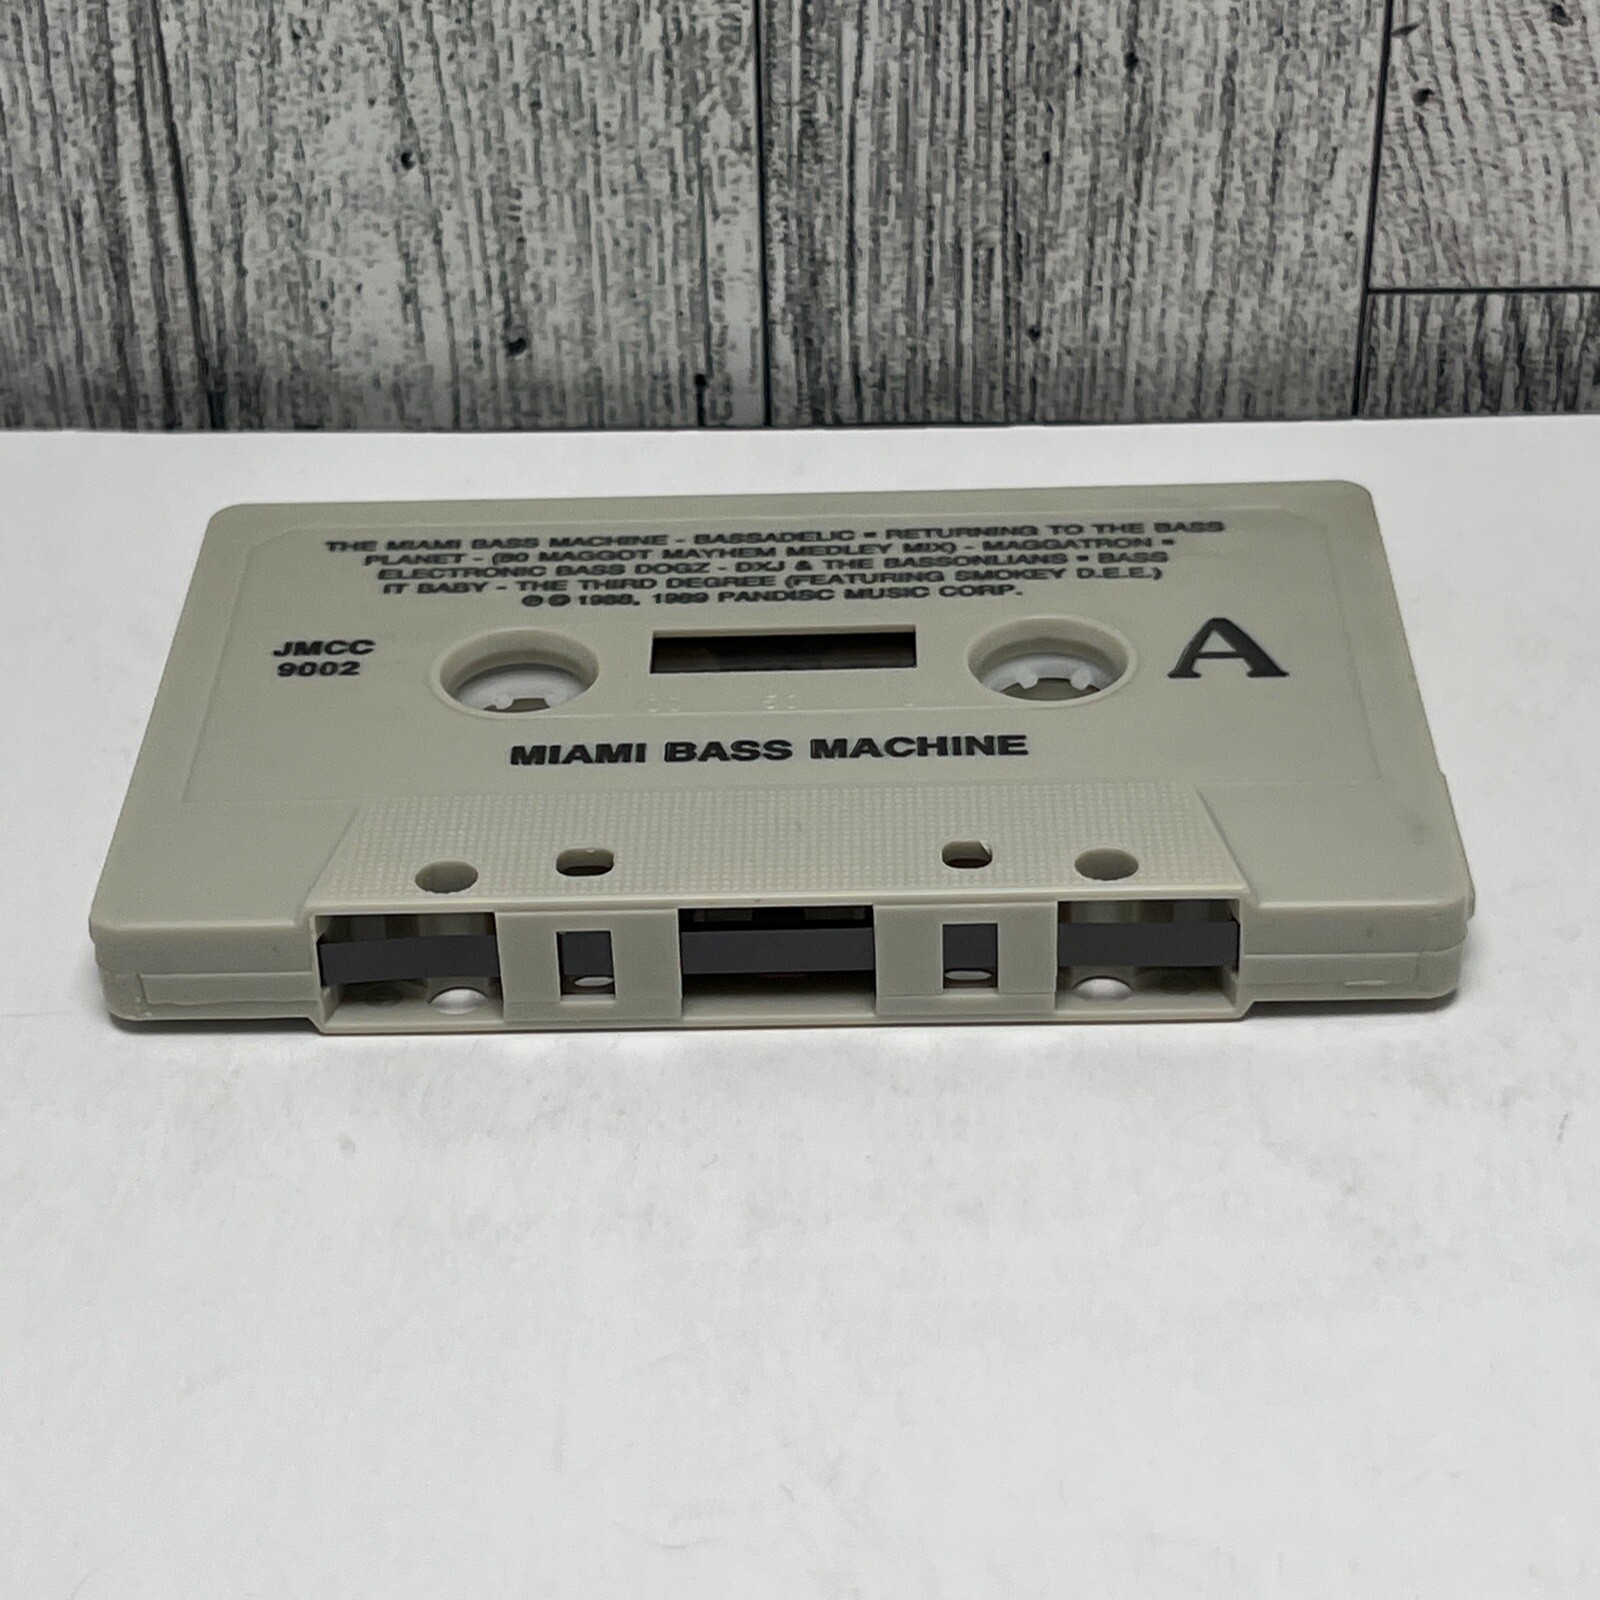 THE MIAMI BASS MACHINE - BASSADELIC • RETURNING TO THE BASS
PLANET - (90 MAGGOT MAYHEM MEDLEY MIX) - MAGGATRON •
ELECTRONIC BASS DOGZ - DXJ & THE BASSONLIANS • BASS
IT BABY - THE THIRD DEGREE (FEATURING SMOKEY D.E.E.)
℗ © 1988, 1989 PANDISC MUSIC CORP.
JMCC
9002
A
MIAMI BASS MACHINE